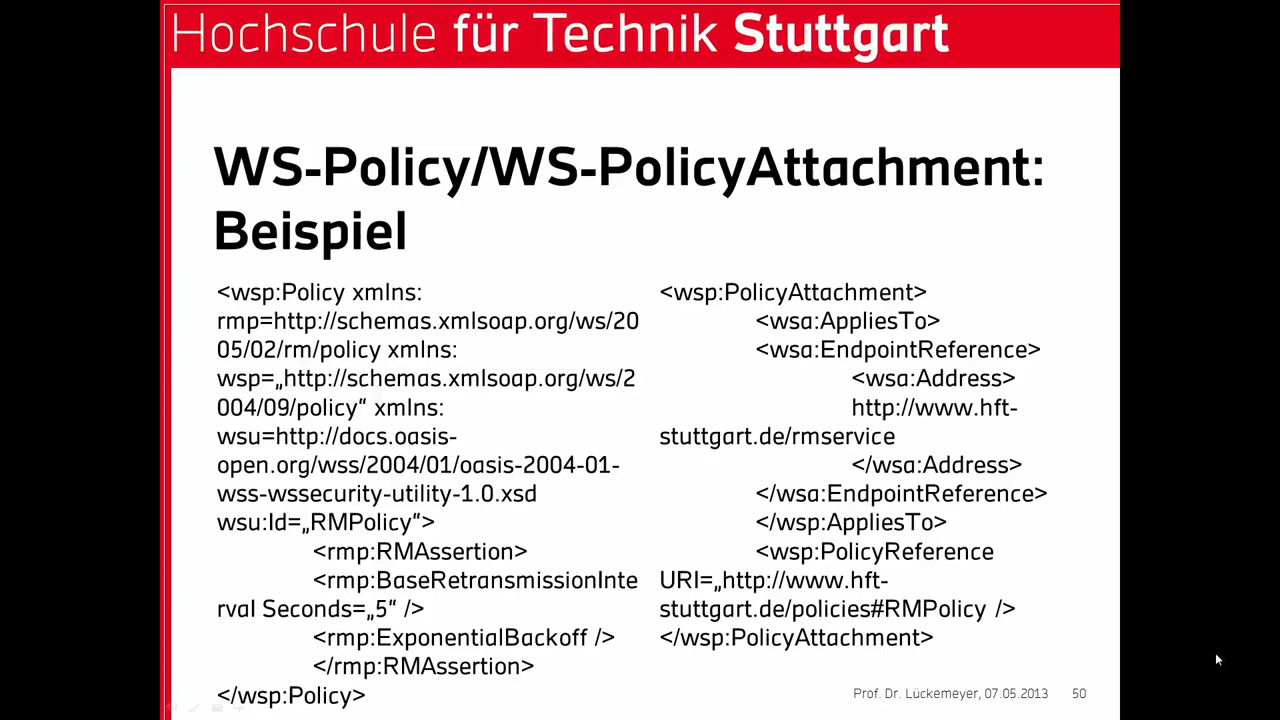 Hochschule für Technik Stuttgart
WS-Policy/WS-PolicyAttachment:
Beispiel
<wsp:Policy xmlns:
rmp=http://schemas.xmlsoap.org/ws/20
05/02/rm/policy xmlns:
wsp=„http://schemas.xmlsoap.org/ws/2
004/09/policy“ xmlns:
wsu=http://docs.oasis-
open.org/wss/2004/01/oasis-2004-01-
wss-wssecurity-utility-1.0.xsd
wsu:Id=„RMPolicy“>
<rmp:RMAssertion>
<rmp:BaseRetransmissionInte
rval Seconds=„5“ />
<rmp:ExponentialBackoff />
</rmp:RMAssertion>
</wsp:Policy>
<wsp:PolicyAttachment>
<wsa:AppliesTo>
<wsa:EndpointReference>
<wsa:Address>
http://www.hft-
stuttgart.de/rmservice
</wsa:Address>
</wsa:EndpointReference>
</wsp:AppliesTo>
<wsp:PolicyReference
URI=„http://www.hft-
stuttgart.de/policies#RMPolicy />
</wsp:PolicyAttachment>
Prof. Dr. Lückemeyer, 07.05.2013 50